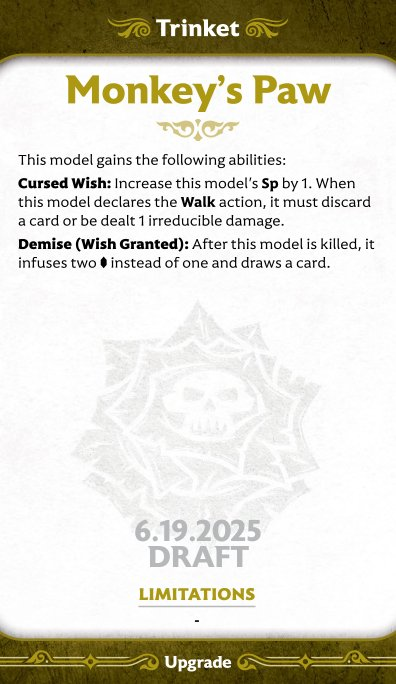 Trinket
Monkey's Paw
This model gains the following abilities:
Cursed Wish: Increase this model's Sp by 1. When
this model declares the Walk action, it must discard
a card or be dealt 1 irreducible damage.
Demise (Wish Granted): After this model is killed, it
infuses two ⬮ instead of one and draws a card.
6.19.2025
DRAFT
LIMITATIONS
-
Upgrade